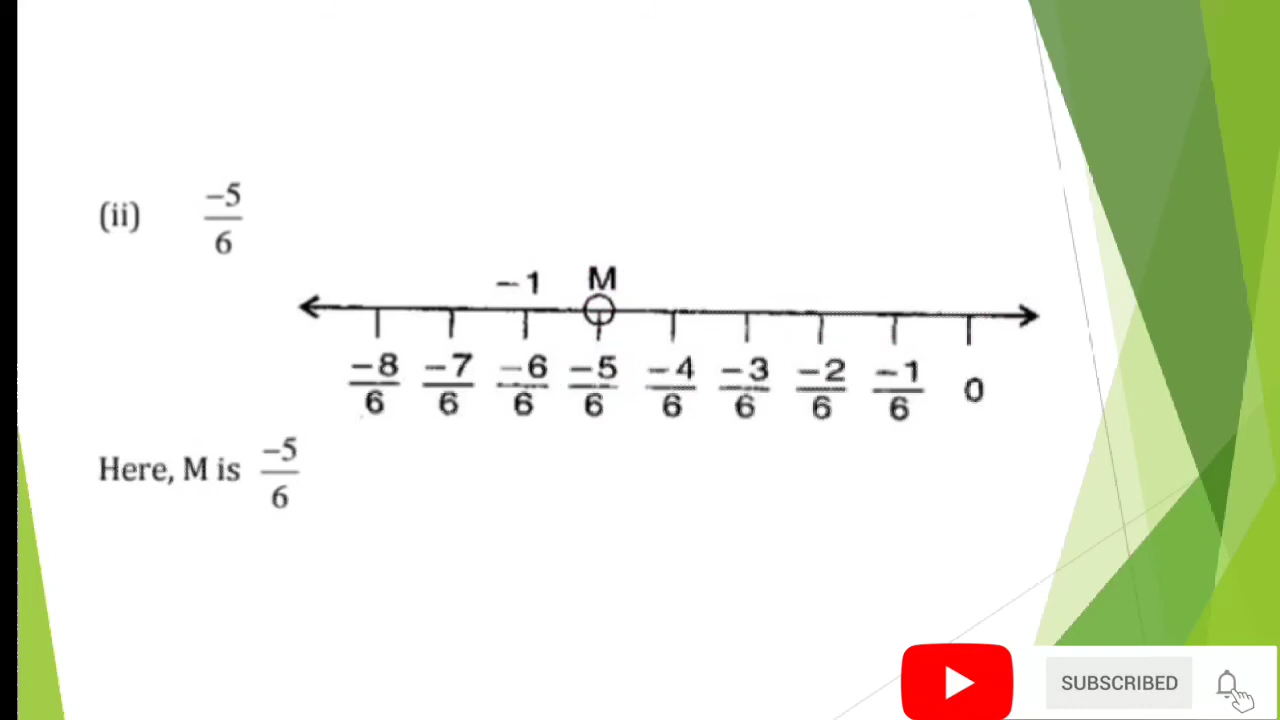 (ii) −5/6
−1 M
−8/6 −7/6 −6/6 −5/6 −4/6 −3/6 −2/6 −1/6 0
Here, M is −5/6
SUBSCRIBED